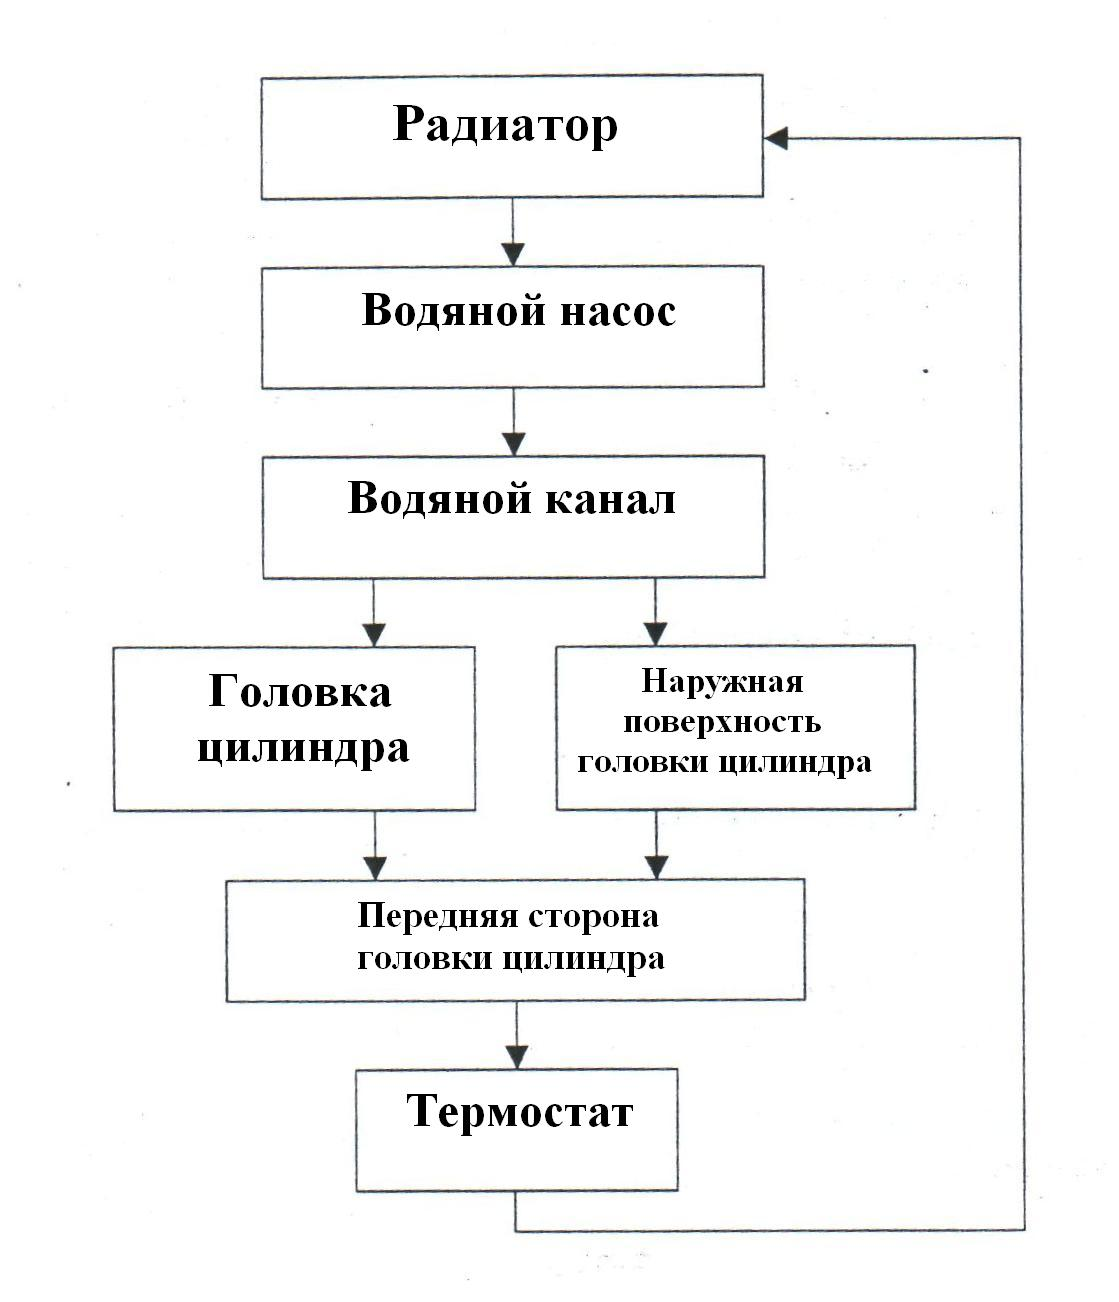 Радиатор
Водяной насос
Водяной канал
Головка
цилиндра
Наружная
поверхность
головки цилиндра
Передняя сторона
головки цилиндра
Термостат